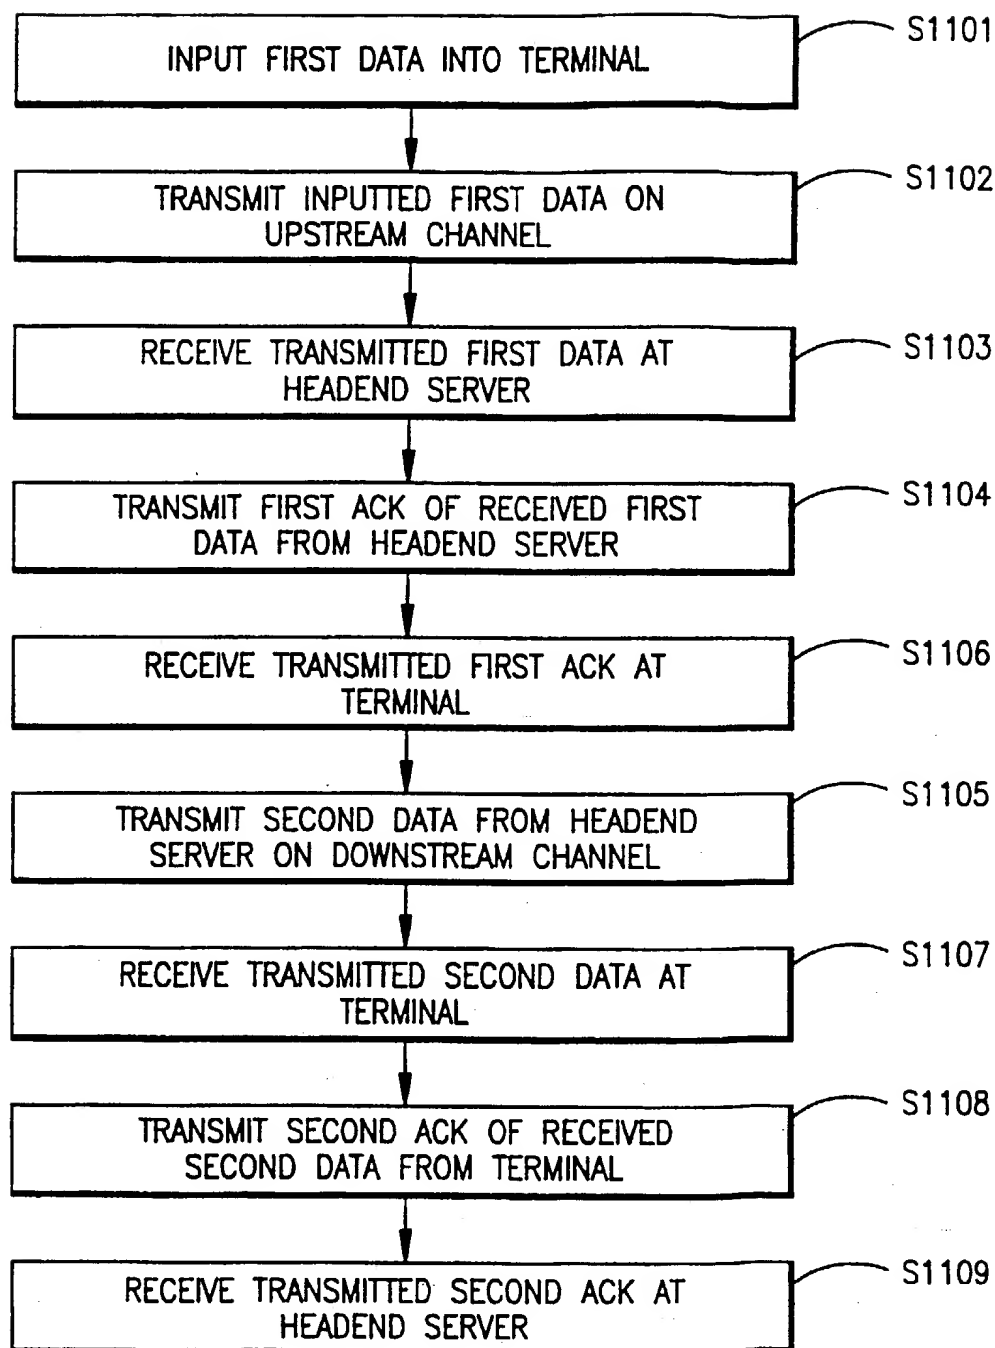 S1101
INPUT FIRST DATA INTO TERMINAL
S1102
TRANSMIT INPUTTED FIRST DATA ON
UPSTREAM CHANNEL
S1103
RECEIVE TRANSMITTED FIRST DATA AT
HEADEND SERVER
S1104
TRANSMIT FIRST ACK OF RECEIVED FIRST
DATA FROM HEADEND SERVER
S1106
RECEIVE TRANSMITTED FIRST ACK AT
TERMINAL
S1105
TRANSMIT SECOND DATA FROM HEADEND
SERVER ON DOWNSTREAM CHANNEL
S1107
RECEIVE TRANSMITTED SECOND DATA AT
TERMINAL
S1108
TRANSMIT SECOND ACK OF RECEIVED
SECOND DATA FROM TERMINAL
S1109
RECEIVE TRANSMITTED SECOND ACK AT
HEADEND SERVER